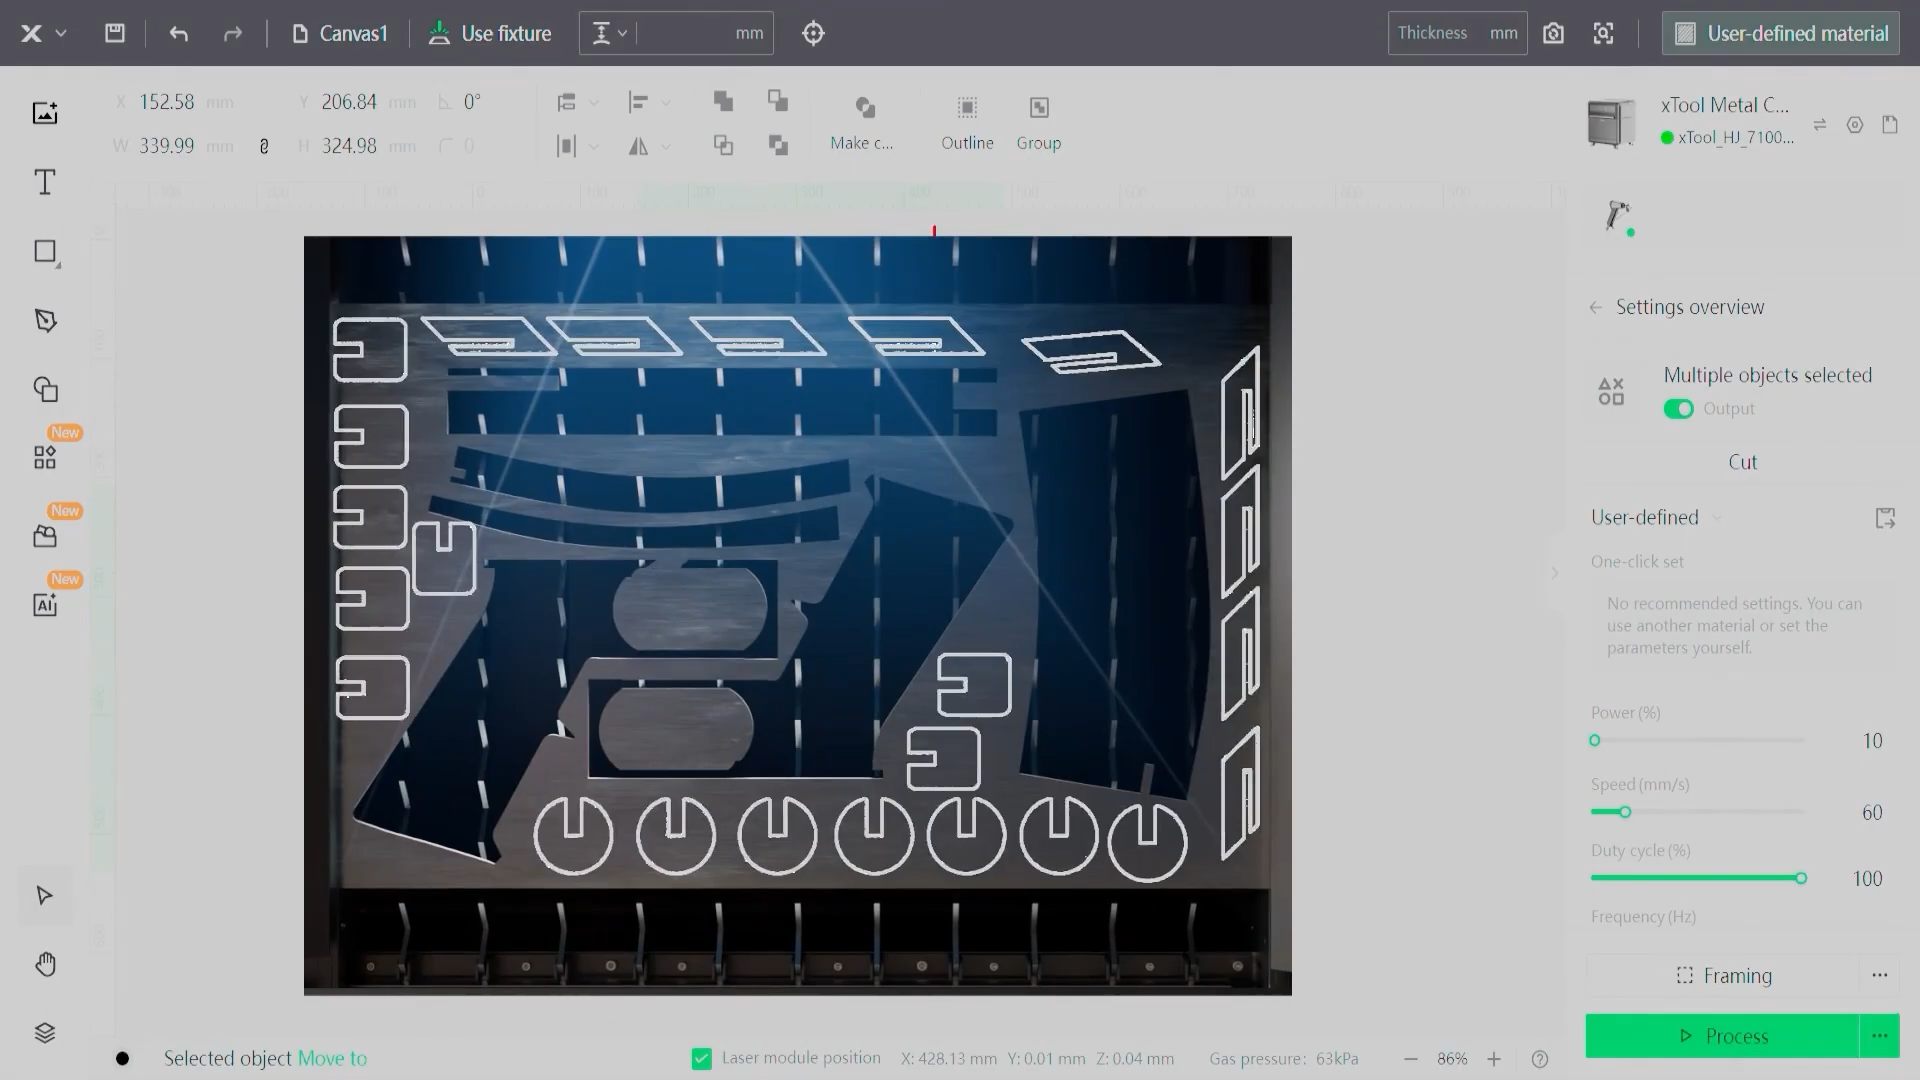 Canvas1
Use fixture
mm
Thickness mm
User-defined material
X 152.58 mm Y 206.84 mm 0°
W 339.99 mm H 324.98 mm 0
Make c...
Outline
Group
xTool Metal C...
xTool_HJ_7100...
Settings overview
Multiple objects selected
Output
Cut
User-defined
One-click set
No recommended settings. You can
use another material or set the
parameters yourself.
Power (%)
10
Speed (mm/s)
60
Duty cycle (%)
100
Frequency (Hz)
Framing
Process
New
New
New
AI
Selected object Move to
Laser module position X: 428.13 mm Y: 0.01 mm Z: 0.04 mm Gas pressure: 63kPa
86%